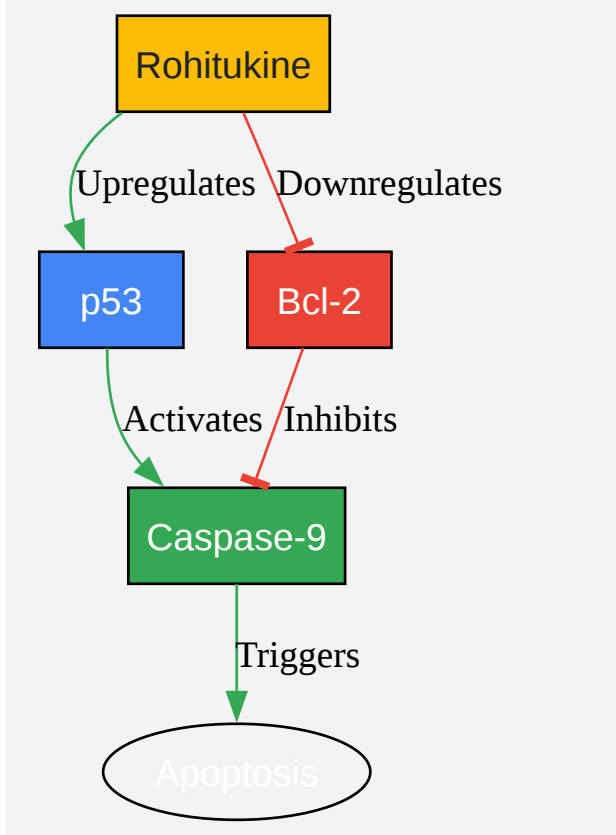 Rohitukine
Upregulates
Downregulates
p53
Bcl-2
Activates
Inhibits
Caspase-9
Triggers
Apoptosis